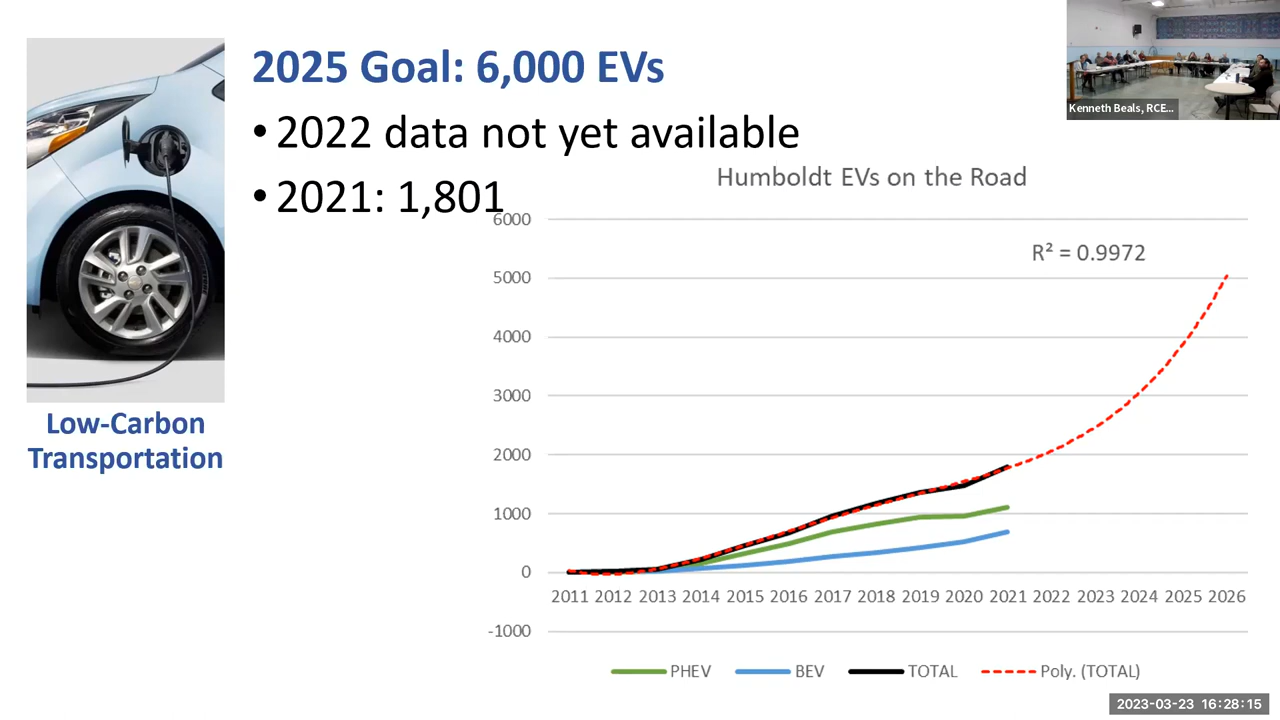 2025 Goal: 6,000 EVs
• 2022 data not yet available
• 2021: 1,801
Low-Carbon
Transportation
Kenneth Beals, RCE...
Humboldt EVs on the Road
R² = 0.9972
6000
5000
4000
3000
2000
1000
0
-1000
2011 2012 2013 2014 2015 2016 2017 2018 2019 2020 2021 2022 2023 2024 2025 2026
PHEV BEV TOTAL Poly. (TOTAL)
2023-03-23 16:28:15